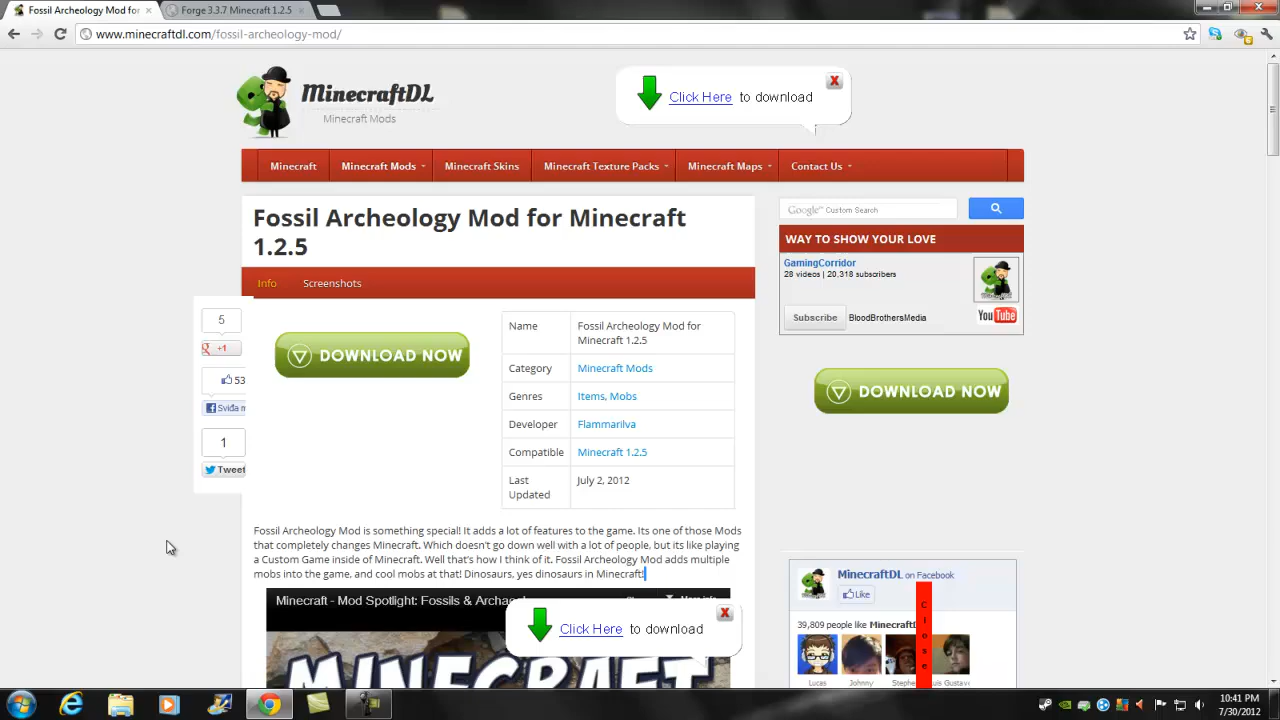 Fossil Archeology Mod for
Forge 3.3.7 Minecraft 1.2.5
www.minecraftdl.com/fossil-archeology-mod/
MinecraftDL
Minecraft Mods
Click Here to download
Minecraft
Minecraft Mods
Minecraft Skins
Minecraft Texture Packs
Minecraft Maps
Contact Us
Fossil Archeology Mod for Minecraft
1.2.5
Info
Screenshots
5
+1
53
Sviđa m
1
Tweet
DOWNLOAD NOW
Name
Fossil Archeology Mod for
Minecraft 1.2.5
Category
Minecraft Mods
Genres
Items, Mobs
Developer
Flammarilva
Compatible
Minecraft 1.2.5
Last
Updated
July 2, 2012
Fossil Archeology Mod is something special! It adds a lot of features to the game. Its one of those Mods
that completely changes Minecraft. Which doesn't go down well with a lot of people, but its like playing
a Custom Game inside of Minecraft. Well that's how I think of it. Fossil Archeology Mod adds multiple
mobs into the game, and cool mobs at that! Dinosaurs, yes dinosaurs in Minecraft!
Minecraft - Mod Spotlight: Fossils & Archaeo
Click Here to download
MINECRAFT
Google™ Custom Search
WAY TO SHOW YOUR LOVE
GamingCorridor
28 videos | 20,318 subscribers
Subscribe
BloodBrothersMedia
YouTube
DOWNLOAD NOW
MinecraftDL on Facebook
Like
39,809 people like MinecraftD
Close
Lucas
Johnny
Stephe
uis Gustavo
10:41 PM
7/30/2012